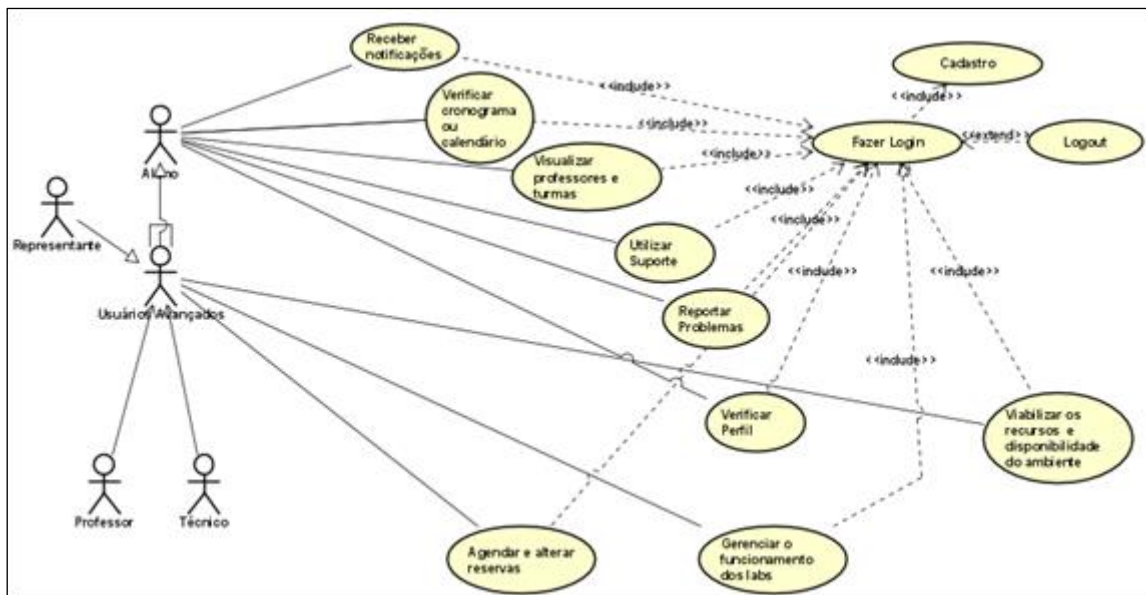 Receber
notificações
Cadastro
<<include>>
<<include>>
Verificar
cronograma
ou
calendário
<<include>>
Fazer Login
<<extend>>
Logout
Aluno
Visualizar
professores e
turmas
<<include>>
<<include>>
<<include>>
Representante
Utilizar
Suporte
<<include>>
<<include>>
Usuários Avançados
Reportar
Problemas
<<include>>
Verificar
Perfil
Viabilizar os
recursos e
disponibilidade
do ambiente
Professor
Técnico
Agendar e alterar
reservas
Gerenciar o
funcionamento
dos labs